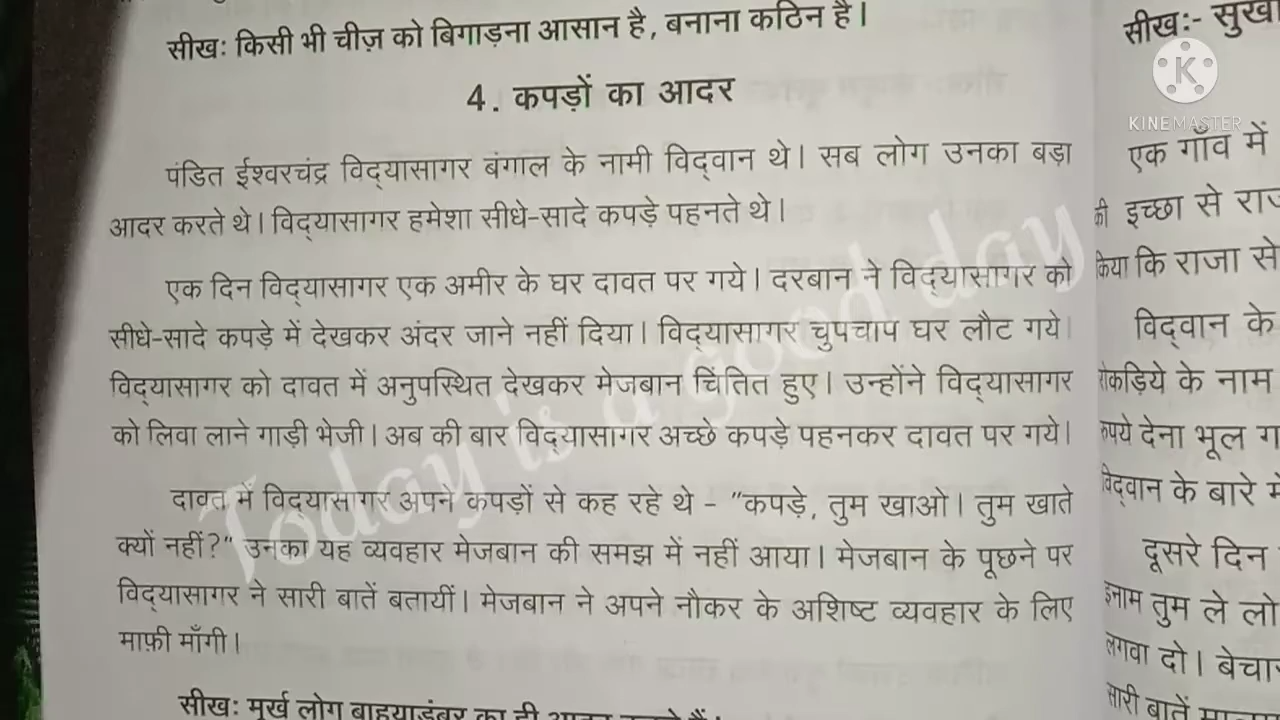 सीखः किसी भी चीज़ को बिगाड़ना आसान है, बनाना कठिन है।
4. कपड़ों का आदर
पंडित ईश्वरचंद्र विद्‌यासागर बंगाल के नामी विद्‌वान थे। सब लोग उनका बड़ा
आदर करते थे। विद्‌यासागर हमेशा सीधे-सादे कपड़े पहनते थे।
एक दिन विद्‌यासागर एक अमीर के घर दावत पर गये। दरबान ने विद्‌यासागर को
सीधे-सादे कपड़े में देखकर अंदर जाने नहीं दिया। विद्‌यासागर चुपचाप घर लौट गये।
विद्‌यासागर को दावत में अनुपस्थित देखकर मेजबान चिंतित हुए। उन्होंने विद्‌यासागर
को लिवा लाने गाड़ी भेजी। अब की बार विद्‌यासागर अच्छे कपड़े पहनकर दावत पर गये।
दावत में विद्‌यासागर अपने कपड़ों से कह रहे थे - "कपड़े, तुम खाओ। तुम खाते
क्यों नहीं?" उनका यह व्यवहार मेजबान की समझ में नहीं आया। मेजबान के पूछने पर
विद्‌यासागर ने सारी बातें बतायीं। मेजबान ने अपने नौकर के अशिष्ट व्यवहार के लिए
माफ़ी माँगी।
सीखः मूर्ख लोग बाह्‌याडंबर का ही
सीखः-
एक गाँव में
की इच्छा से
किया कि राजा से
विद्‌वान के
के नाम
रुपये देना भूल
विद्‌वान के बारे
दूसरे दिन
इनाम तुम ले लो
लगवा दो।
सारी बातें
K
KINEMASTER
Today is a good day